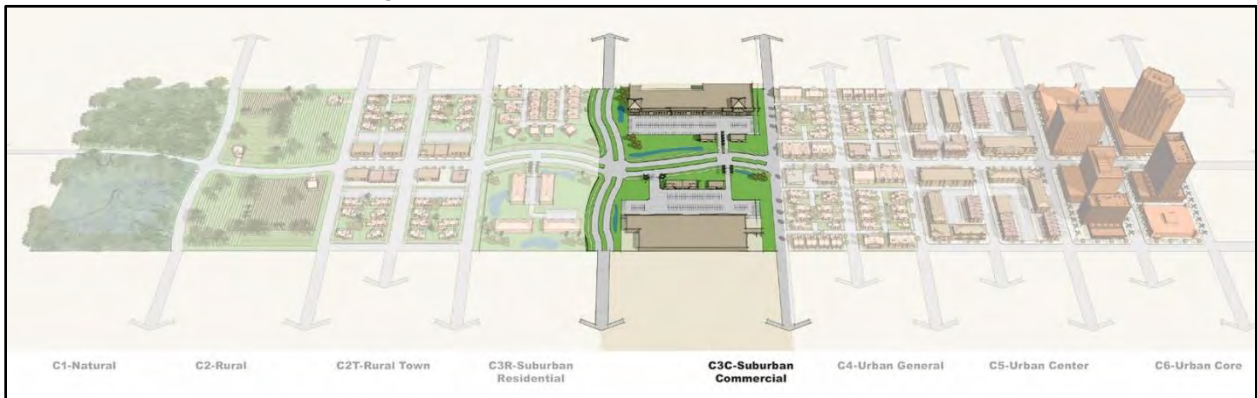 C1-Natural
C2-Rural
C2T-Rural Town
C3R-Suburban
Residential
C3C-Suburban
Commercial
C4-Urban General
C5-Urban Center
C6-Urban Core